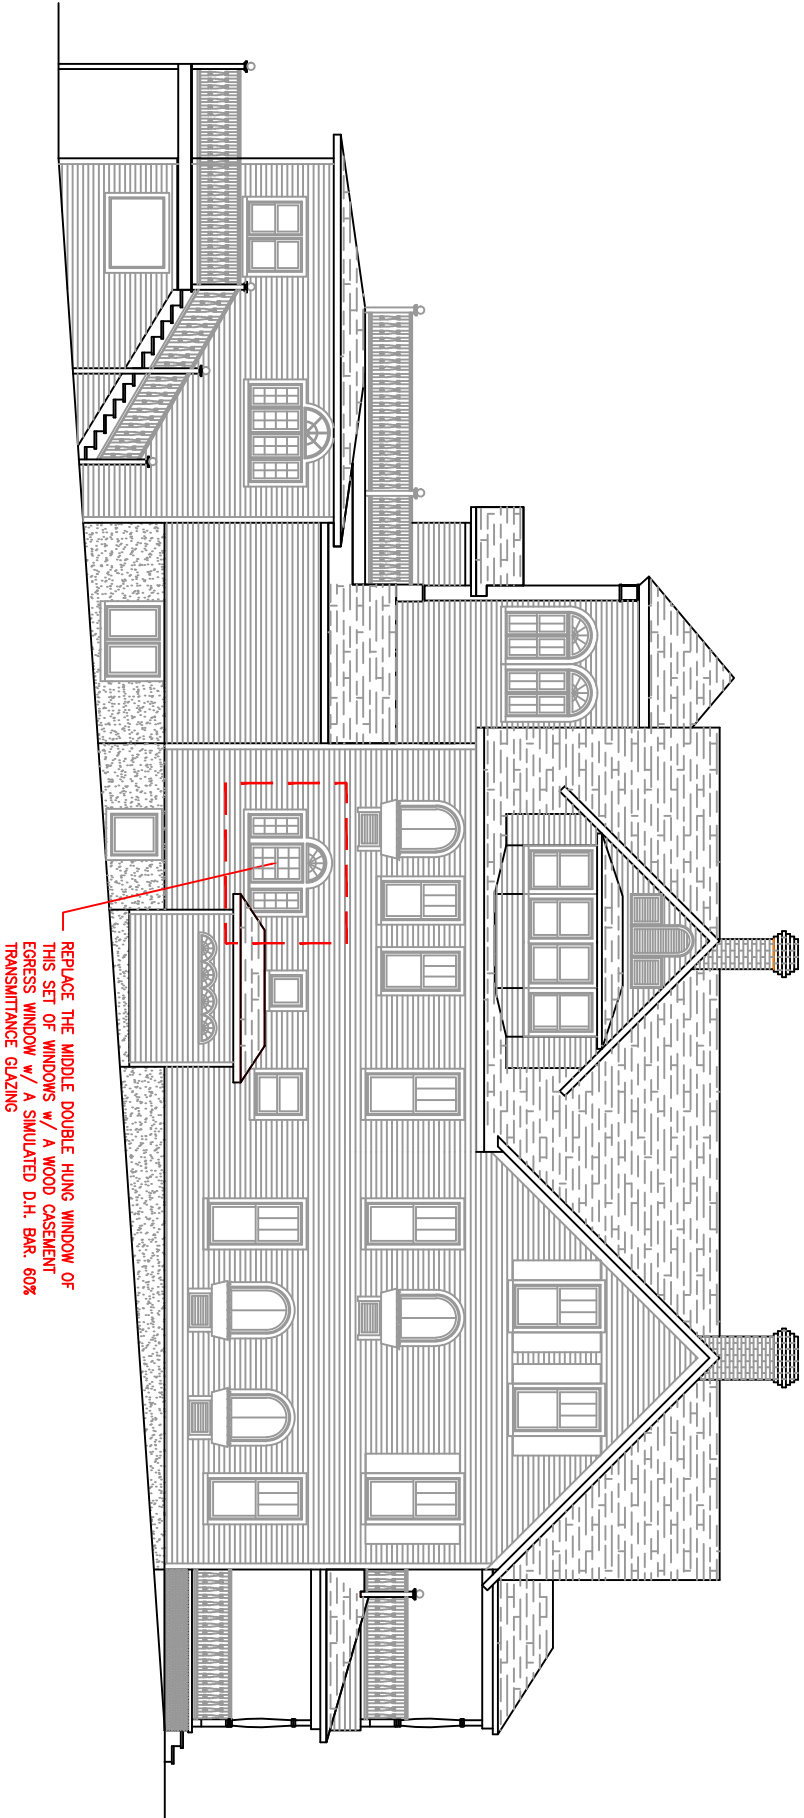 REPLACE THE MIDDLE DOUBLE HUNG WINDOW OF
THIS SET OF WINDOWS w/ A WOOD CASEMENT
EGRESS WINDOW w/ A SIMULATED D.H. BAR. 60%
TRANSMITTANCE GLAZING